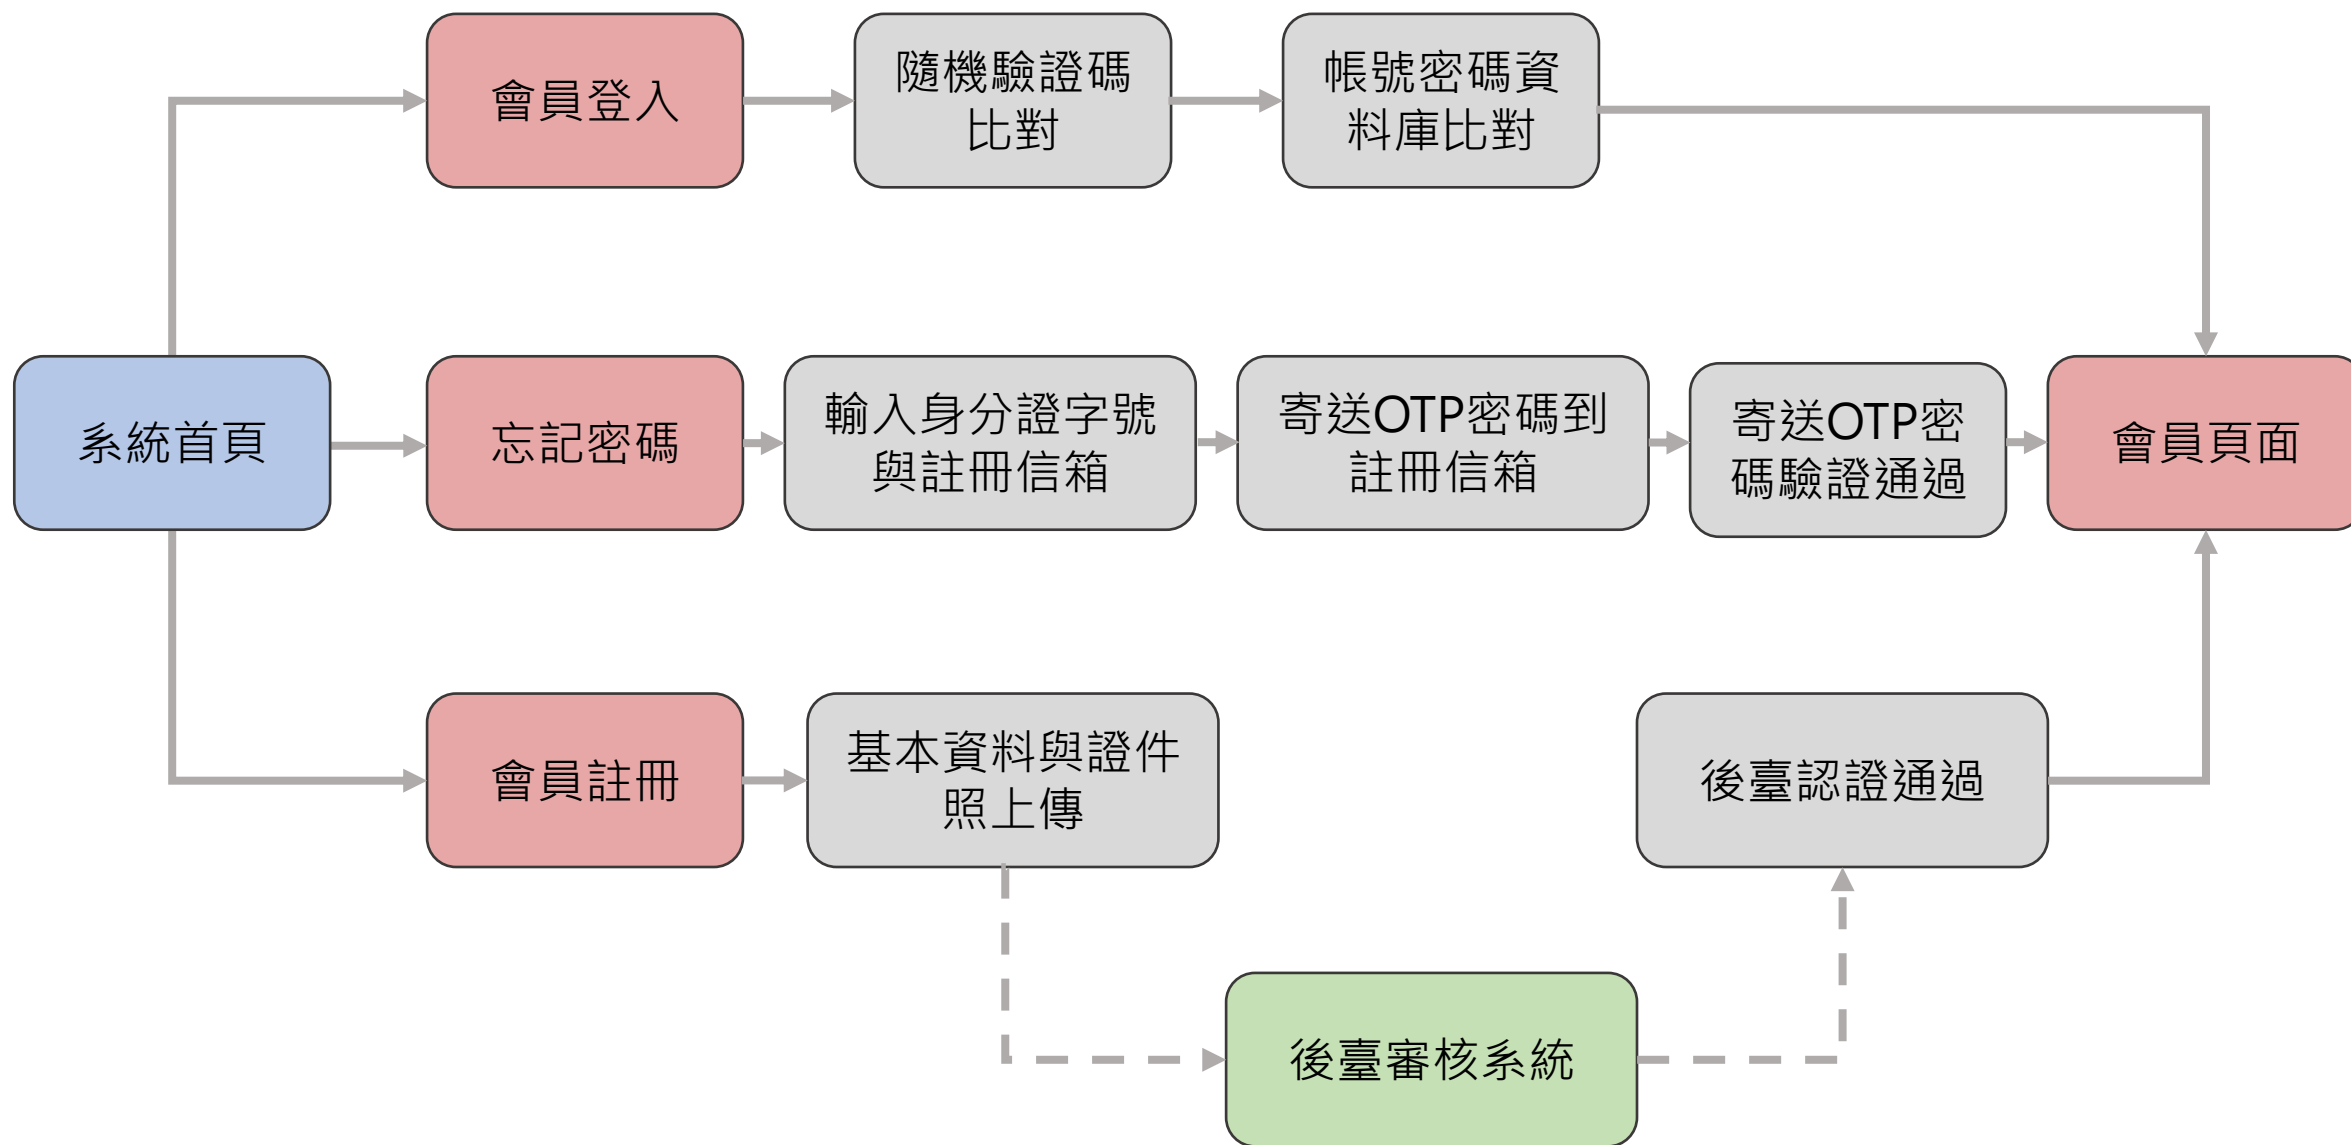 會員登入
隨機驗證碼
比對
帳號密碼資
料庫比對
系統首頁
忘記密碼
輸入身分證字號
與註冊信箱
寄送OTP密碼到
註冊信箱
寄送OTP密
碼驗證通過
會員頁面
會員註冊
基本資料與證件
照上傳
後臺認證通過
後臺審核系統